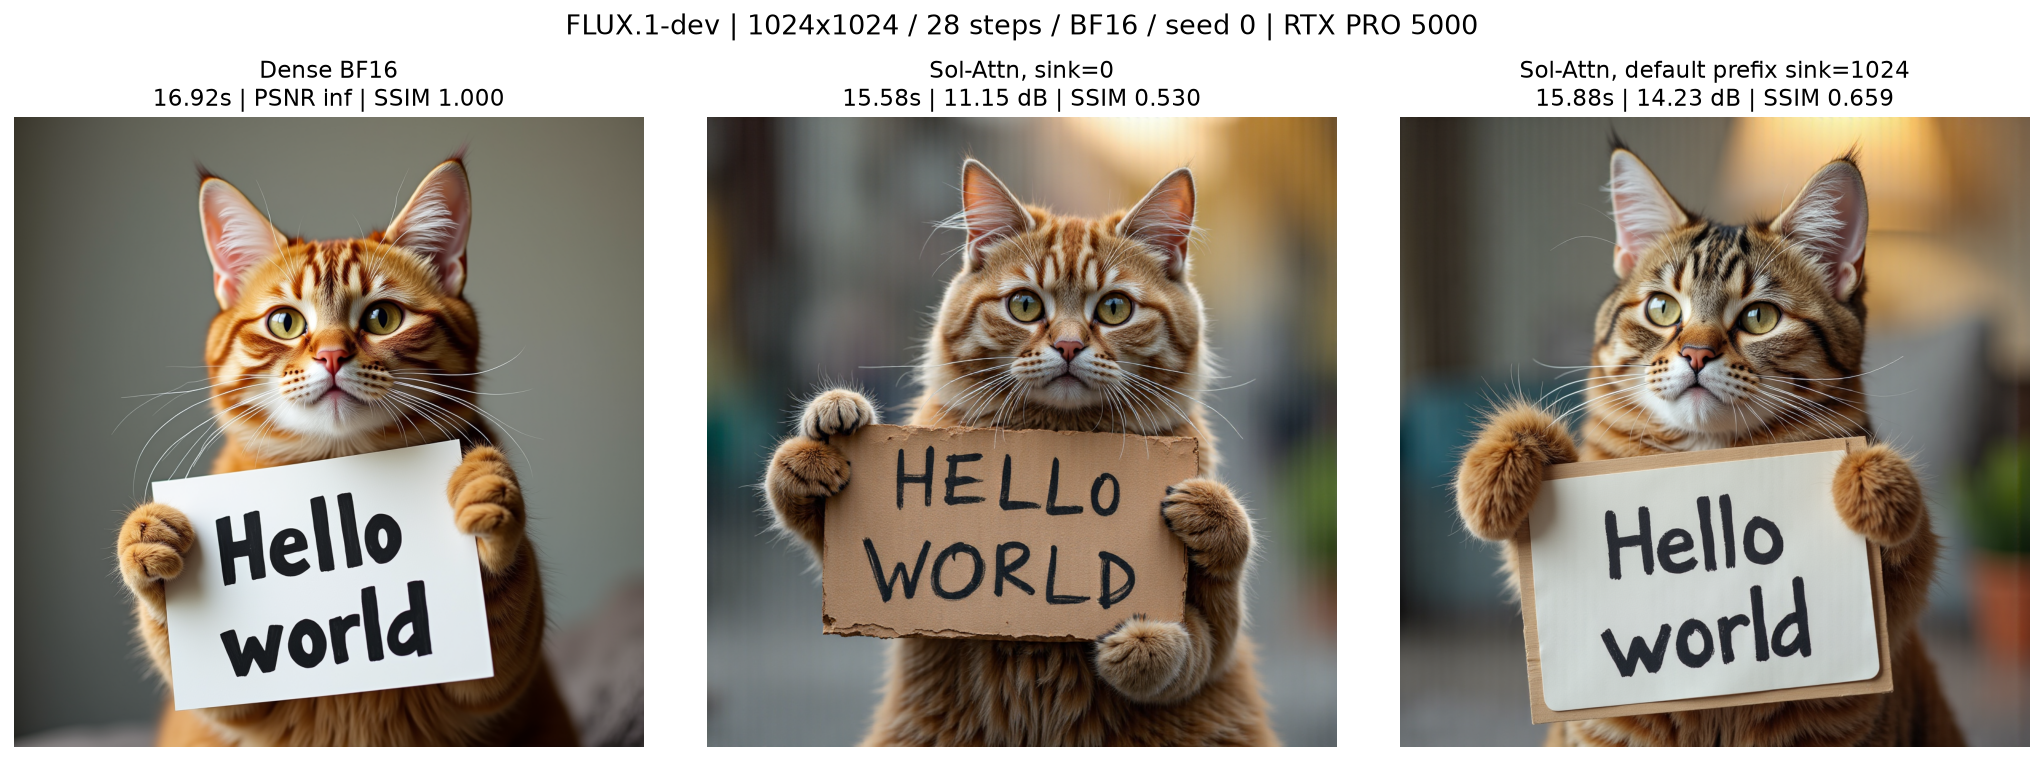 FLUX.1-dev | 1024x1024 / 28 steps / BF16 / seed 0 | RTX PRO 5000
Dense BF16
16.92s | PSNR inf | SSIM 1.000
Sol-Attn, sink=0
15.58s | 11.15 dB | SSIM 0.530
Sol-Attn, default prefix sink=1024
15.88s | 14.23 dB | SSIM 0.659
Hello
world
HELLO
WORLD
Hello
world